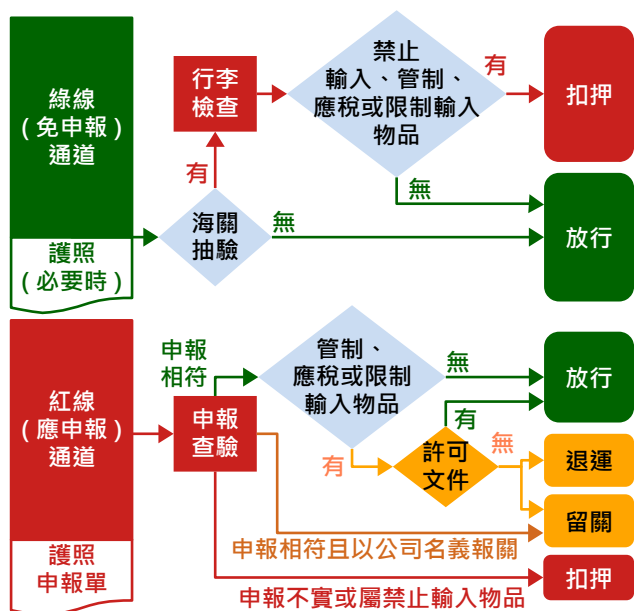 綠線
(免申報)
通道
護照
(必要時)
行李
檢查
有
海關
抽驗
無
禁止
輸入、管制、
應稅或限制輸入
物品
有
無
扣押
放行
紅線
(應申報)
通道
護照
申報單
申報
相符
申報
查驗
管制、
應稅或限制
輸入物品
無
有
許可
文件
有
無
放行
退運
留關
扣押
申報相符且以公司名義報關
申報不實或屬禁止輸入物品